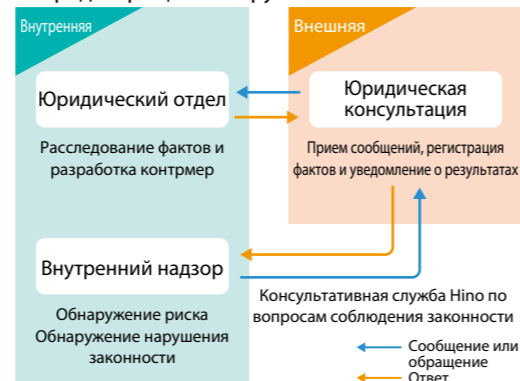 Внутренняя
Внешняя
Юридический отдел
Юридическая
консультация
Расследование фактов и
разработка контрмер
Прием сообщений, регистрация
фактов и уведомление о результатах
Внутренний надзор
Обнаружение риска
Обнаружение нарушения
законности
Консультативная служба Hino по
вопросам соблюдения законности
Сообщение или
обращение
Ответ